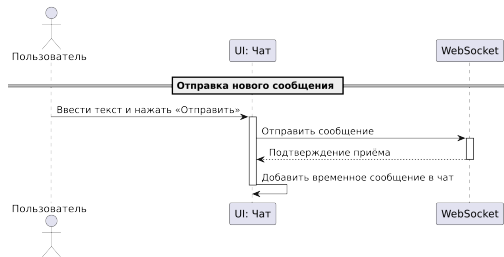 Пользователь
UI: Чат
WebSocket
Отправка нового сообщения
Ввести текст и нажать «Отправить»
Отправить сообщение
Подтверждение приёма
Добавить временное сообщение в чат
Пользователь
UI: Чат
WebSocket